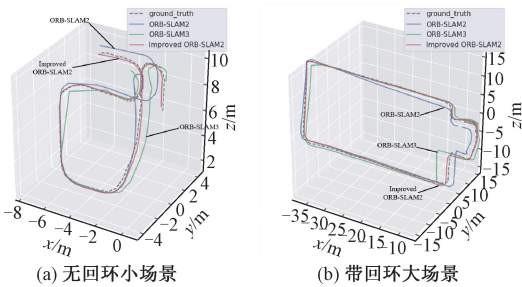 ground_truth
ORB-SLAM2
ORB-SLAM3
Improved ORB-SLAM2
ORB-SLAM2
Improved
ORB-SLAM2
ORB-SLAM3
10
8
6
4
2
z/m
−8
−6
−4
−2
0
x/m
−4
−2
0
2
4
y/m
(a) 无回环小场景
ground_truth
ORB-SLAM2
ORB-SLAM3
Improved ORB-SLAM2
ORB-SLAM2
ORB-SLAM3
Improved
ORB-SLAM2
15
10
5
0
−5
−10
−15
z/m
−35
−30
−25
−20
−15
−10
x/m
−15
−10
−5
0
5
10
15
y/m
(b) 带回环大场景